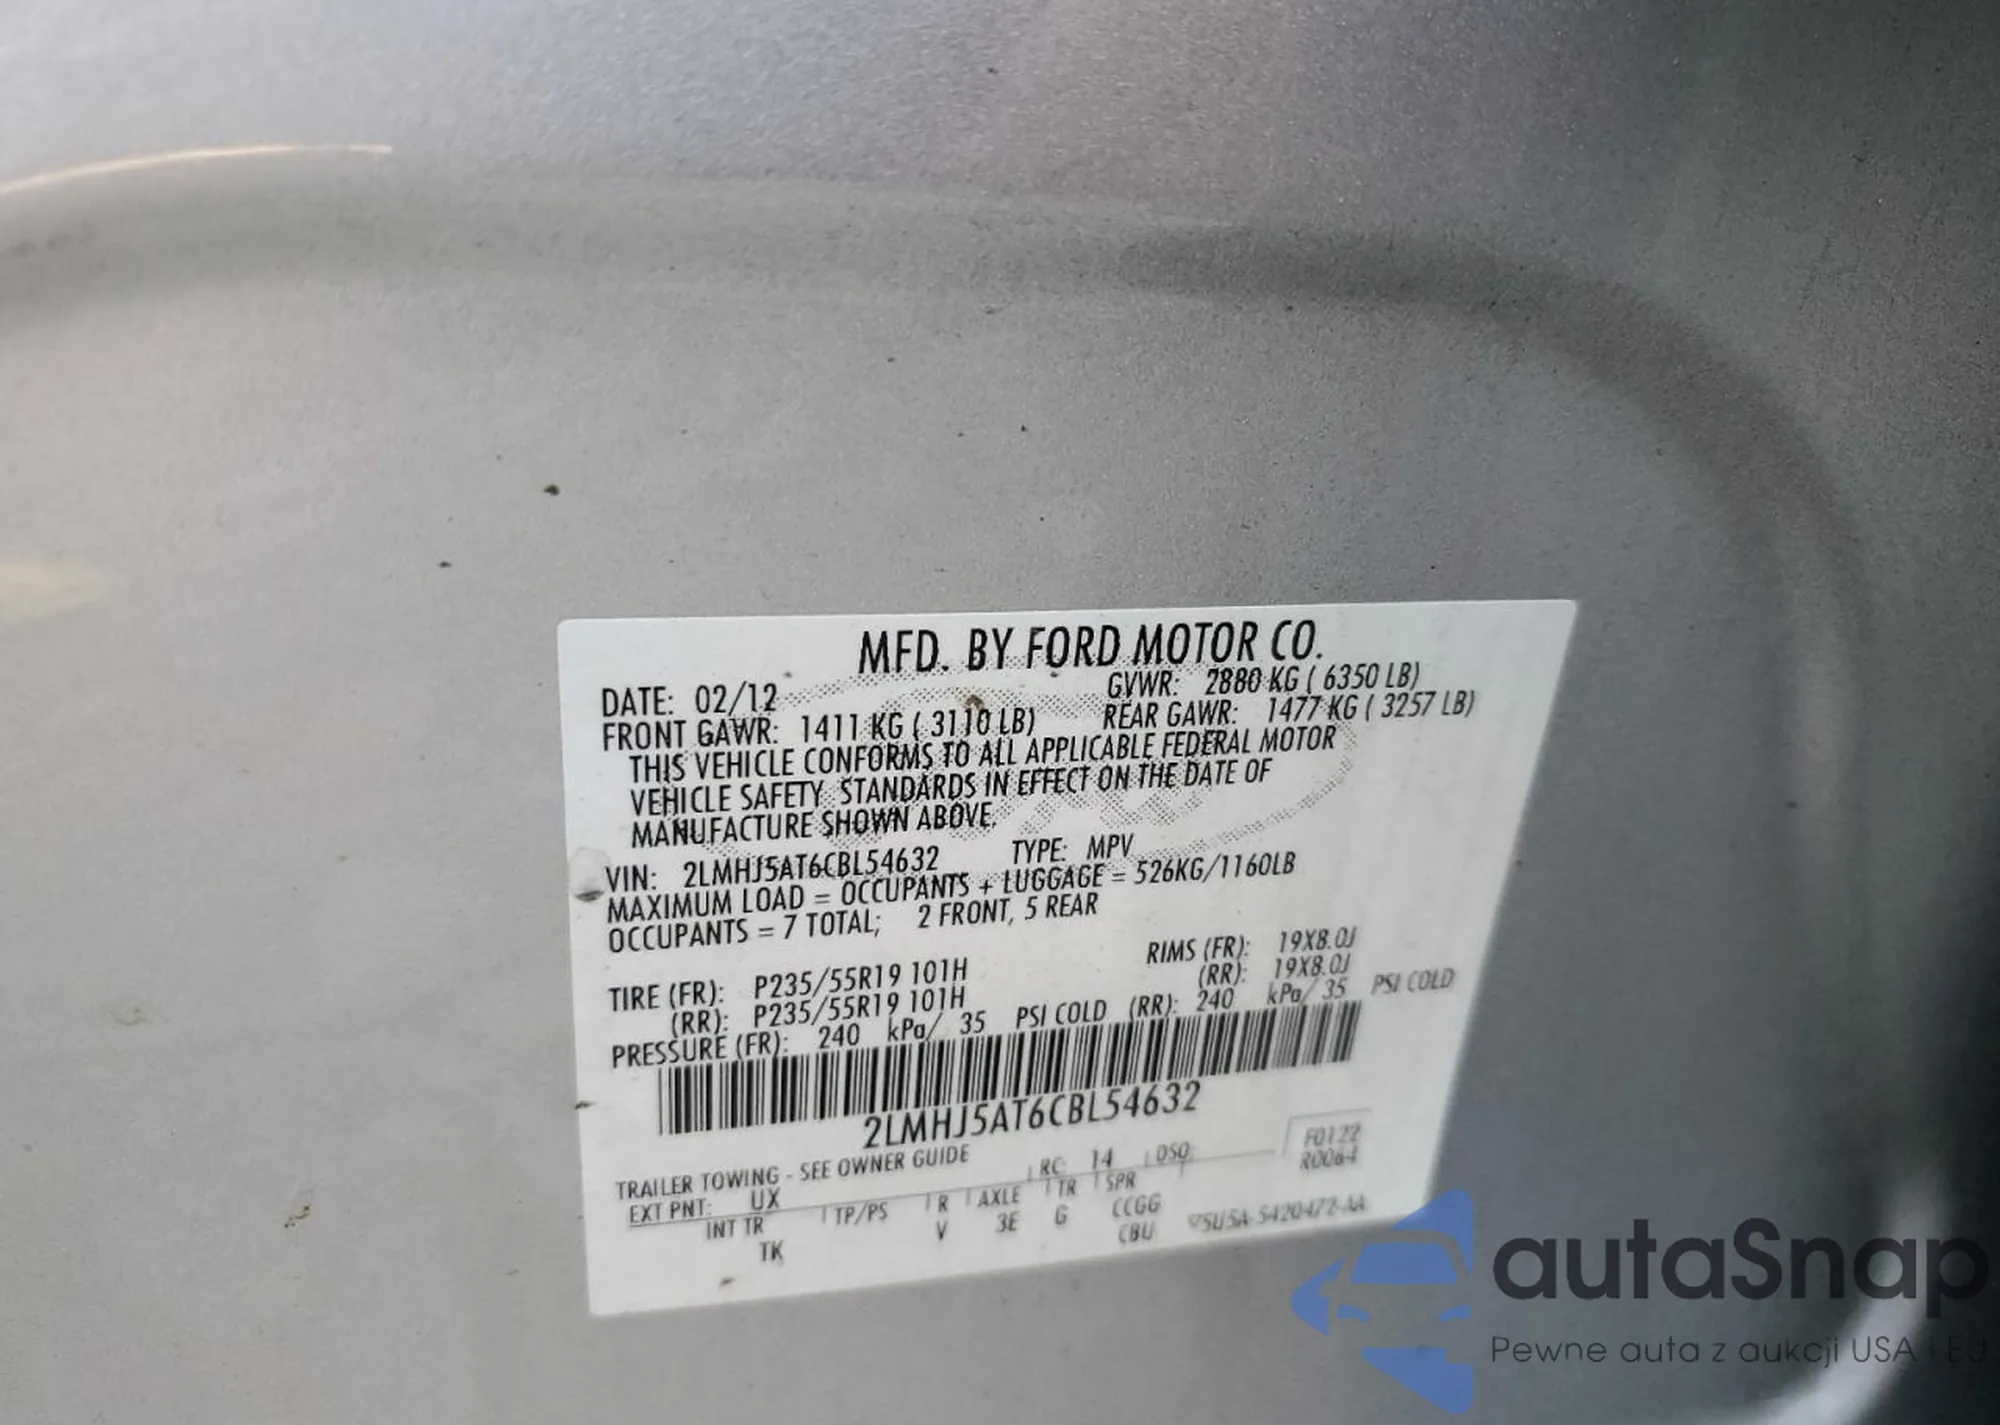 MFD. BY FORD MOTOR CO.
DATE: 02/12 GVWR: 2880 KG ( 6350 LB)
FRONT GAWR: 1411 KG ( 3110 LB) REAR GAWR: 1477 KG ( 3257 LB)
THIS VEHICLE CONFORMS TO ALL APPLICABLE FEDERAL MOTOR
VEHICLE SAFETY STANDARDS IN EFFECT ON THE DATE OF
MANUFACTURE SHOWN ABOVE.
VIN: 2LMHJ5AT6CBL54632 TYPE: MPV
MAXIMUM LOAD = OCCUPANTS + LUGGAGE = 526KG/1160LB
OCCUPANTS = 7 TOTAL; 2 FRONT, 5 REAR
TIRE (FR): P235/55R19 101H RIMS (FR): 19X8.0J
(RR): P235/55R19 101H (RR): 19X8.0J
PRESSURE (FR): 240 kPa/ 35 PSI COLD (RR): 240 kPa/ 35 PSI COLD
2LMHJ5AT6CBL54632
TRAILER TOWING - SEE OWNER GUIDE
EXT PNT: UX RC: 14 DSO:
F0122
R0064
INT TR TP/PS R AXLE TR SPR
TK V 3E G CCGG
CBU
autaSnap
Pewne auta z aukcji USA i EU